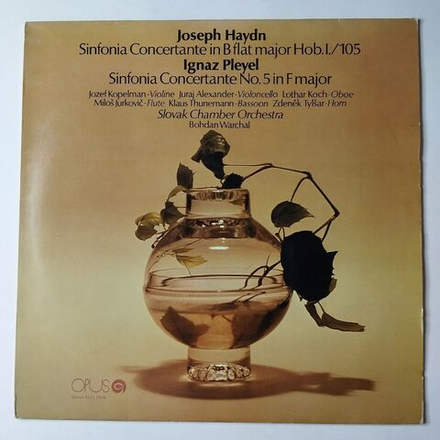 Joseph Haydn
Sinfonia Concertante in B flat major Hob. I./105
Ignaz Pleyel
Sinfonia Concertante No. 5 in F major
Jozef Kopelman-Violine Juraj Alexander-Violoncello Lothar Koch-Oboe
Miloš Jurkovič-Flute Klaus Thunemann-Bassoon Zdeněk Tylšar-Horn
Slovak Chamber Orchestra
Bohdan Warchal
OPUS